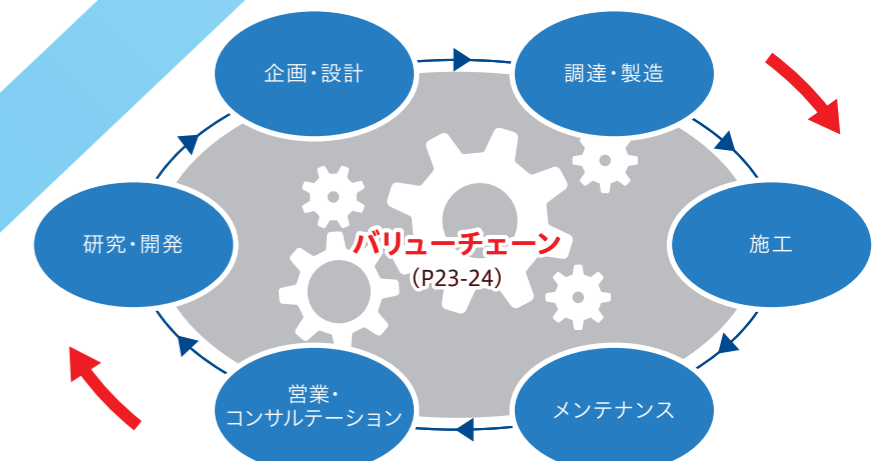 企画・設計
調達・製造
研究・開発
バリューチェーン
(P23-24)
施工
営業・
コンサルテーション
メンテナンス